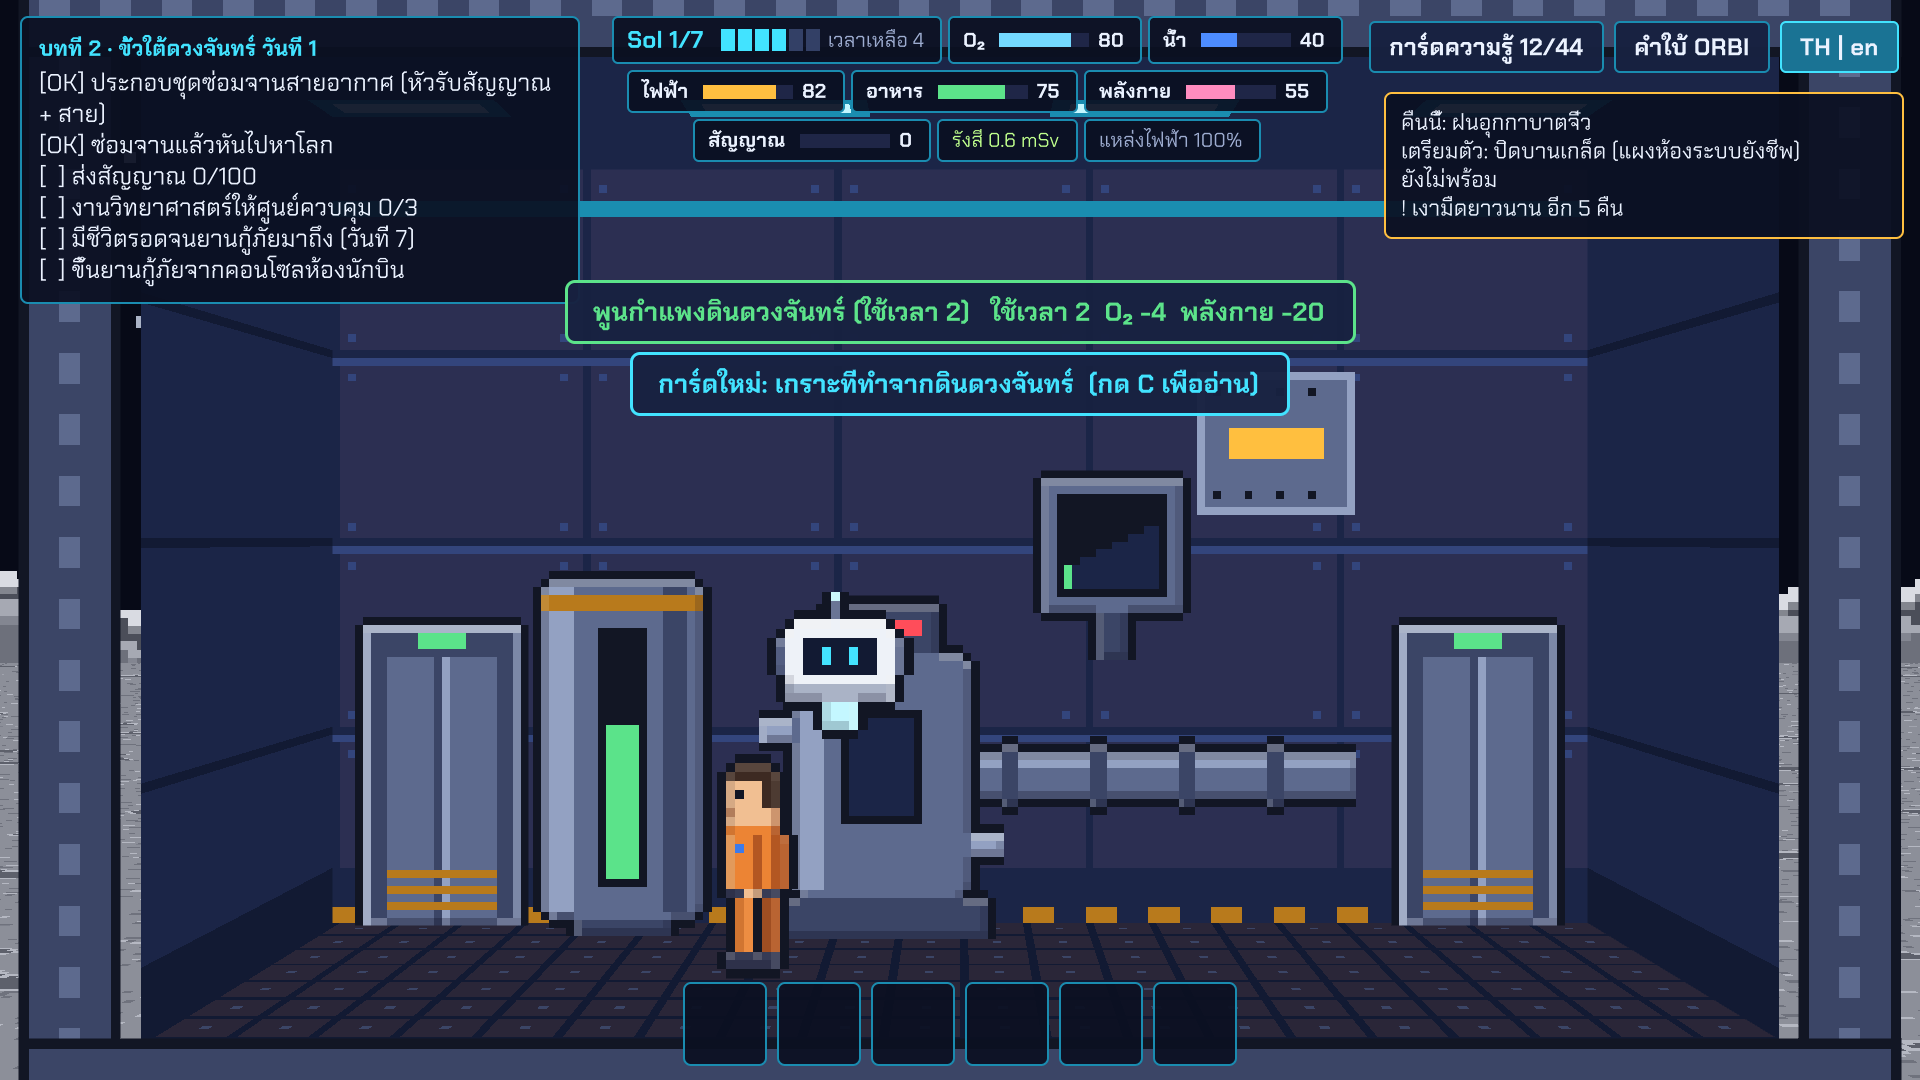 บทที่ 2 · ขั้วใต้ดวงจันทร์ วันที่ 1
[OK] ประกอบชุดซ่อมจานสายอากาศ (หัวรับสัญญาณ
+ สาย)
[OK] ซ่อมจานแล้วหันไปหาโลก
[ ] ส่งสัญญาณ 0/100
[ ] งานวิทยาศาสตร์ให้ศูนย์ควบคุม 0/3
[ ] มีชีวิตรอดจนยานกู้ภัยมาถึง (วันที่ 7)
[ ] ขึ้นยานกู้ภัยจากคอนโซลห้องนักบิน
Sol 1/7 เวลาเหลือ 4
O₂ 80
น้ำ 40
ไฟฟ้า 82
อาหาร 75
พลังกาย 55
สัญญาณ 0
รังสี 0.6 mSv
แหล่งไฟฟ้า 100%
การ์ดความรู้ 12/44
คำใบ้ ORBI
TH | en
คืนนี้: ฝนอุกกาบาตจิ๋ว
เตรียมตัว: ปิดบานเกล็ด (แผงห้องระบบยังชีพ)
ยังไม่พร้อม
! เงามืดยาวนาน อีก 5 คืน
พูนกำแพงดินดวงจันทร์ (ใช้เวลา 2) ใช้เวลา 2 O₂ -4 พลังกาย -20
การ์ดใหม่: เกราะที่ทำจากดินดวงจันทร์ (กด C เพื่ออ่าน)